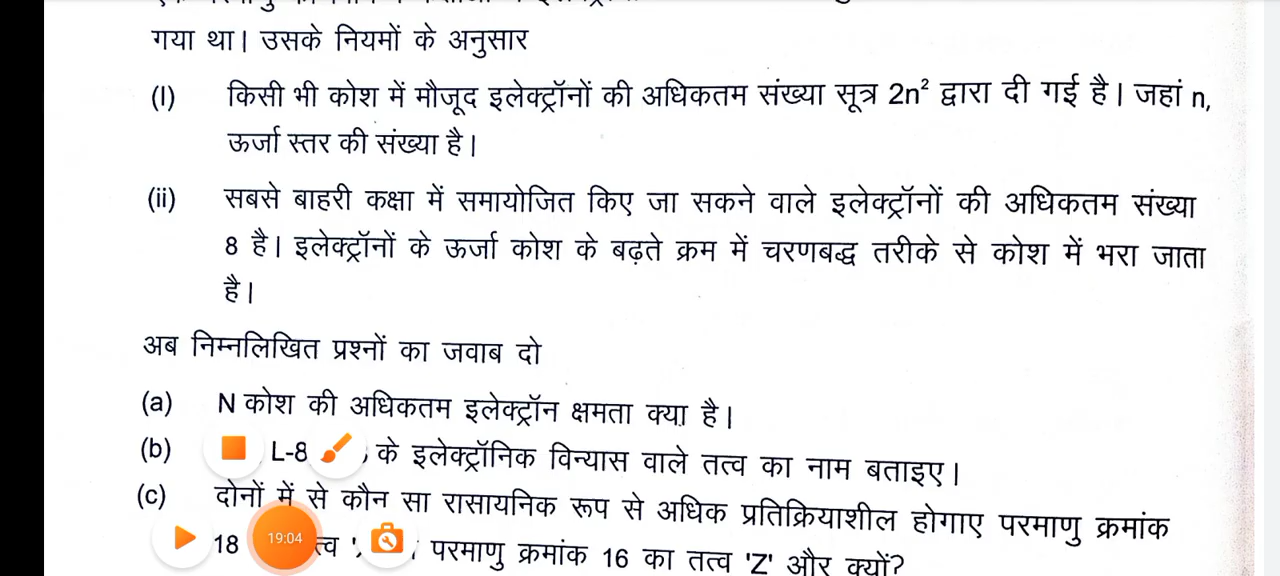 गया था। उसके नियमों के अनुसार
(I) किसी भी कोश में मौजूद इलेक्ट्रॉनों की अधिकतम संख्या सूत्र 2n² द्वारा दी गई है। जहां n,
ऊर्जा स्तर की संख्या है।
(ii) सबसे बाहरी कक्षा में समायोजित किए जा सकने वाले इलेक्ट्रॉनों की अधिकतम संख्या
8 है। इलेक्ट्रॉनों के ऊर्जा कोश के बढ़ते क्रम में चरणबद्ध तरीके से कोश में भरा जाता
है।
अब निम्नलिखित प्रश्नों का जवाब दो
(a) N कोश की अधिकतम इलेक्ट्रॉन क्षमता क्या है।
(b) L-8 के इलेक्ट्रॉनिक विन्यास वाले तत्व का नाम बताइए।
(c) दोनों में से कौन सा रासायनिक रूप से अधिक प्रतिक्रियाशील होगाए परमाणु क्रमांक
18 19:04 परमाणु क्रमांक 16 का तत्व 'Z' और क्यों?